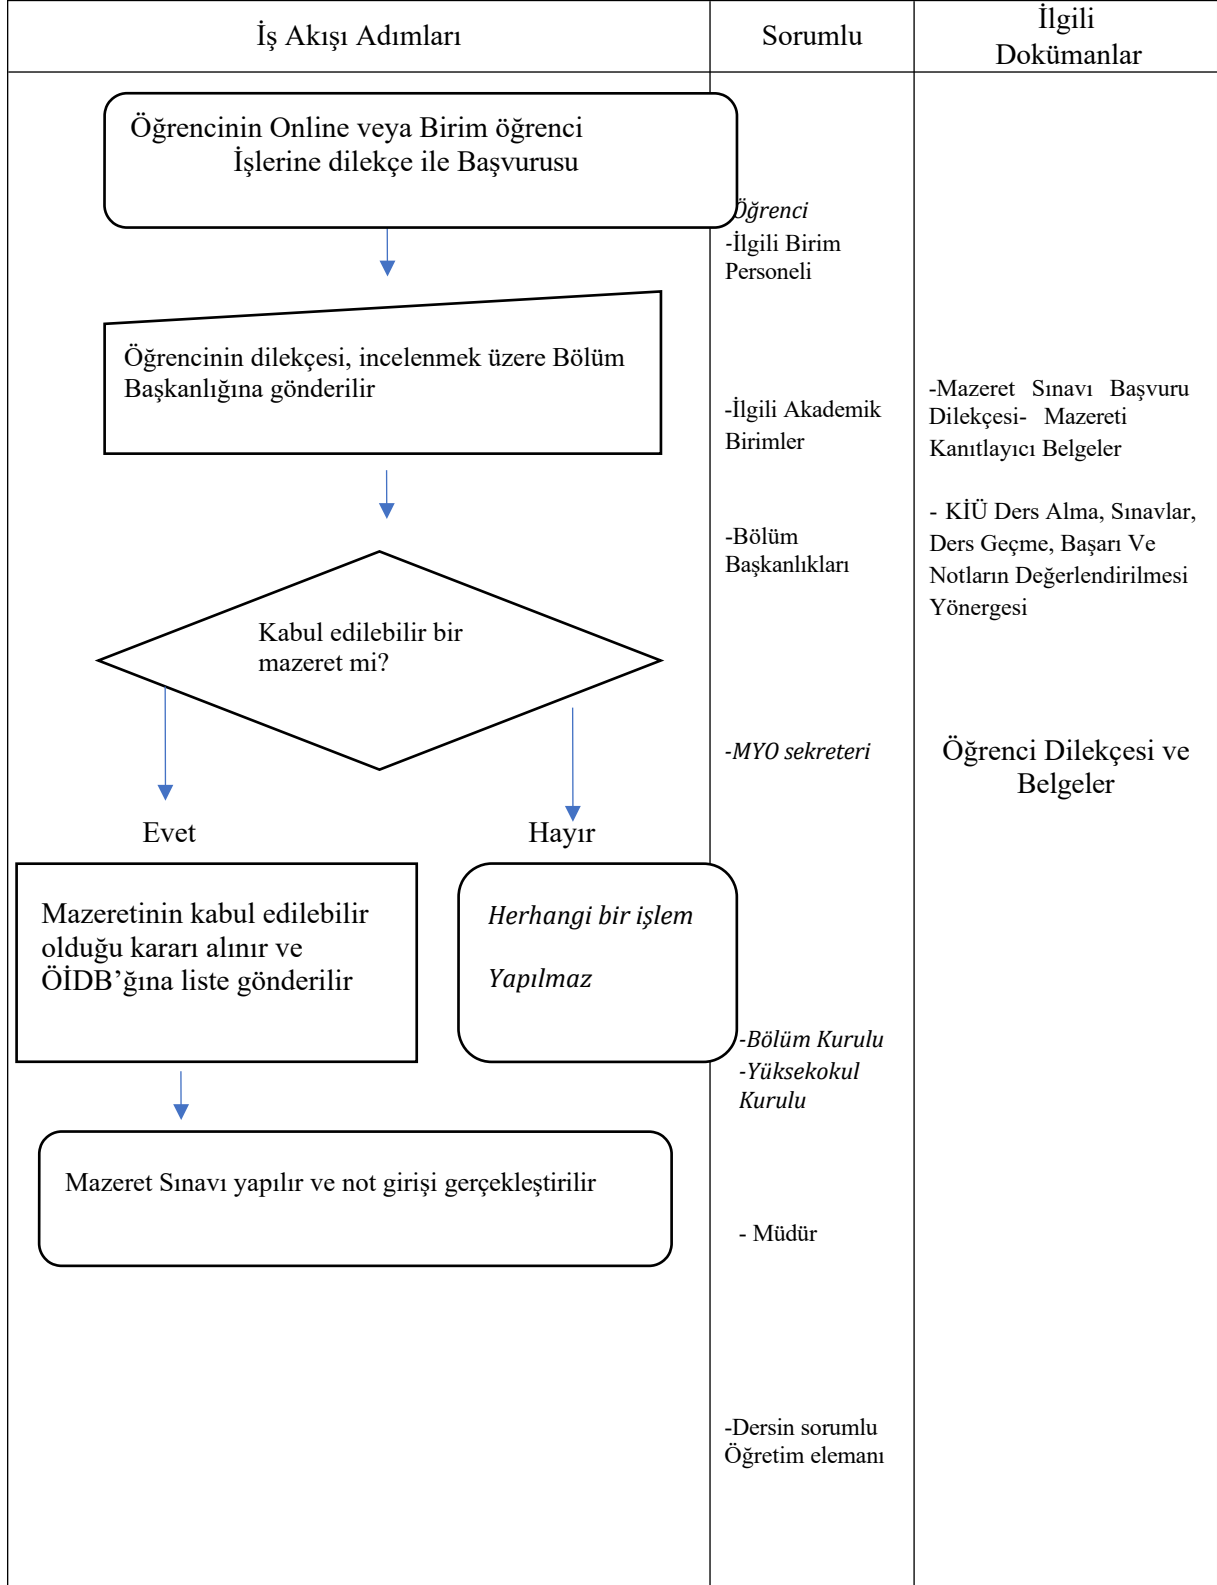 İş Akışı Adımları
Sorumlu
İlgili
Dokümanlar
Öğrencinin Online veya Birim öğrenci
İşlerine dilekçe ile Başvurusu
Öğrenci
-İlgili Birim
Personeli
Öğrencinin dilekçesi, incelenmek üzere Bölüm
Başkanlığına gönderilir
-İlgili Akademik
Birimler
-Mazeret Sınavı Başvuru
Dilekçesi- Mazereti
Kanıtlayıcı Belgeler
-Bölüm
Başkanlıkları
- KİÜ Ders Alma, Sınavlar,
Ders Geçme, Başarı Ve
Notların Değerlendirilmesi
Yönergesi
Kabul edilebilir bir
mazeret mi?
-MYO sekreteri
Öğrenci Dilekçesi ve
Belgeler
Evet
Hayır
Mazeretinin kabul edilebilir
olduğu kararı alınır ve
ÖİDB’ğına liste gönderilir
Herhangi bir işlem
Yapılmaz
-Bölüm Kurulu
-Yüksekokul
Kurulu
Mazeret Sınavı yapılır ve not girişi gerçekleştirilir
- Müdür
-Dersin sorumlu
Öğretim elemanı